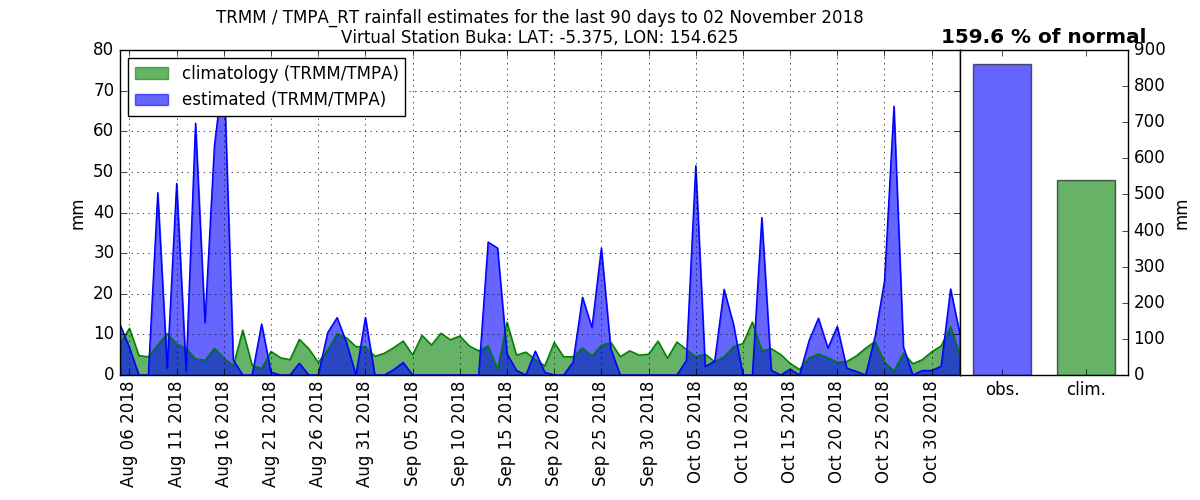 TRMM / TMPA_RT rainfall estimates for the last 90 days to 02 November 2018
Virtual Station Buka: LAT: -5.375, LON: 154.625
159.6 % of normal
climatology (TRMM/TMPA)
estimated (TRMM/TMPA)
80
70
60
50
40
30
20
10
0
mm
900
800
700
600
500
400
300
200
100
0
mm
Aug 06 2018
Aug 11 2018
Aug 16 2018
Aug 21 2018
Aug 26 2018
Aug 31 2018
Sep 05 2018
Sep 10 2018
Sep 15 2018
Sep 20 2018
Sep 25 2018
Sep 30 2018
Oct 05 2018
Oct 10 2018
Oct 15 2018
Oct 20 2018
Oct 25 2018
Oct 30 2018
obs.
clim.